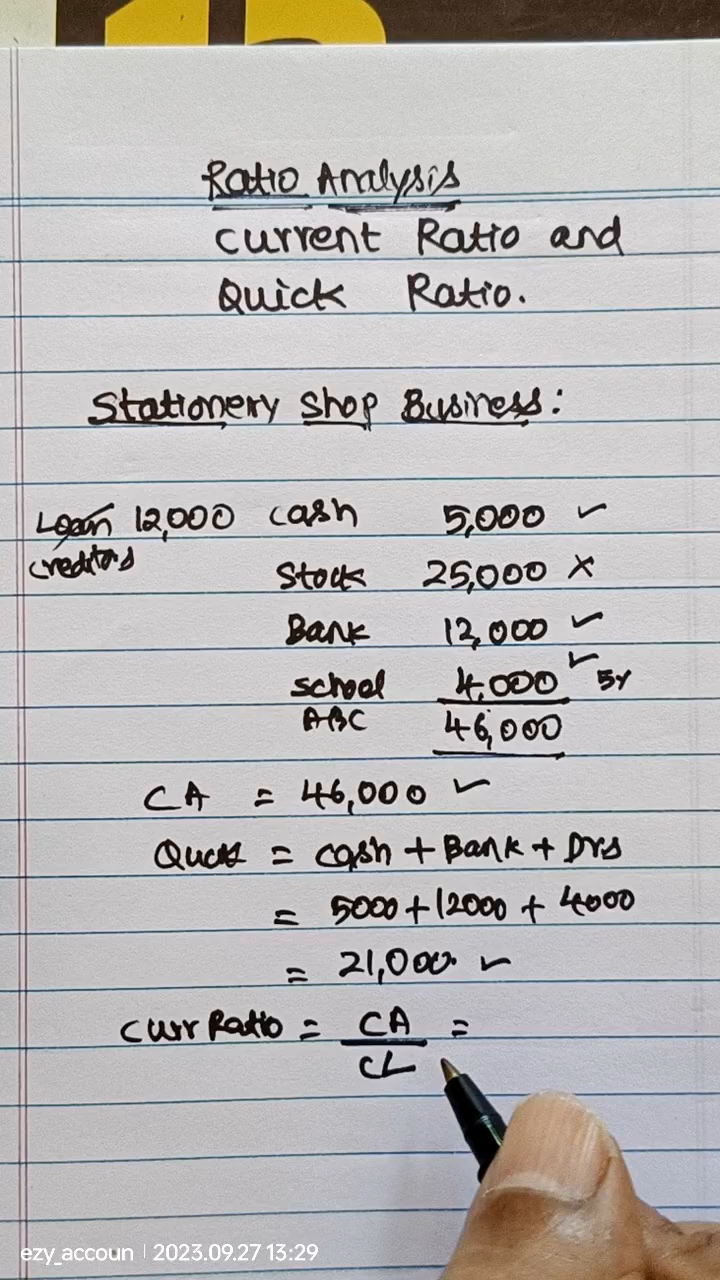 Ratio Analysis
current Ratio and
Quick Ratio.
Stationery Shop Business:
Loan 12,000 cash 5,000 ✓
creditors
Stock 25,000 ×
Bank 12,000 ✓
school 4,000 ✓ 5y
ABC 46,000
CA = 46,000 ✓
Quck = cash + Bank + Drs
= 5000 + 12000 + 4000
= 21,000 ✓
Curr Ratio = CA =
CL
ezy_accoun | 2023.09.27 13:29